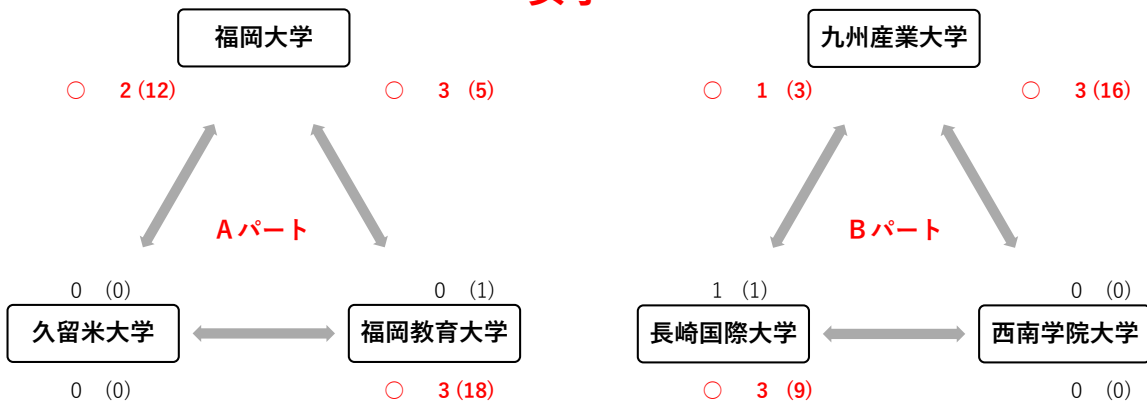 福岡大学
九州産業大学
○ 2 (12)
○ 3 (5)
○ 1 (3)
○ 3 (16)
Aパート
Bパート
0 (0)
0 (1)
1 (1)
0 (0)
久留米大学
福岡教育大学
長崎国際大学
西南学院大学
0 (0)
○ 3 (18)
○ 3 (9)
0 (0)